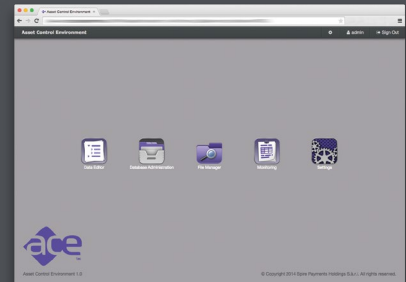 Asset Control Environment
Asset Control Environment
admin
Sign Out
Data Editor
Database Administration
File Manager
Monitoring
Settings
ace
Asset Control Environment 1.0
© Copyright 2014 Spire Payments Holdings S.à.r.l. All rights reserved.